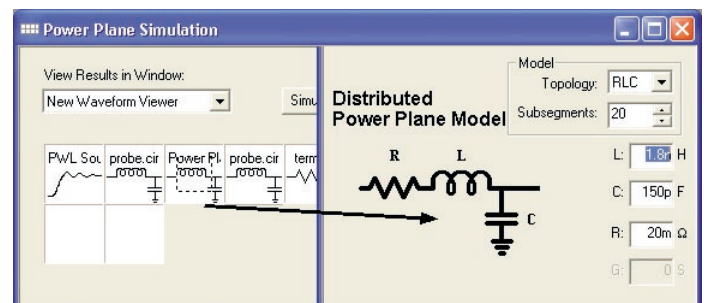 Power Plane Simulation
View Results in Window:
New Waveform Viewer
Simu
PWL Sou
probe.cir
Power Pl
probe.cir
term
Distributed
Power Plane Model
Model
Topology: RLC
Subsegments: 20
R L
C
L: 1.8n H
C: 150p F
R: 20m Ω
G: 0 S